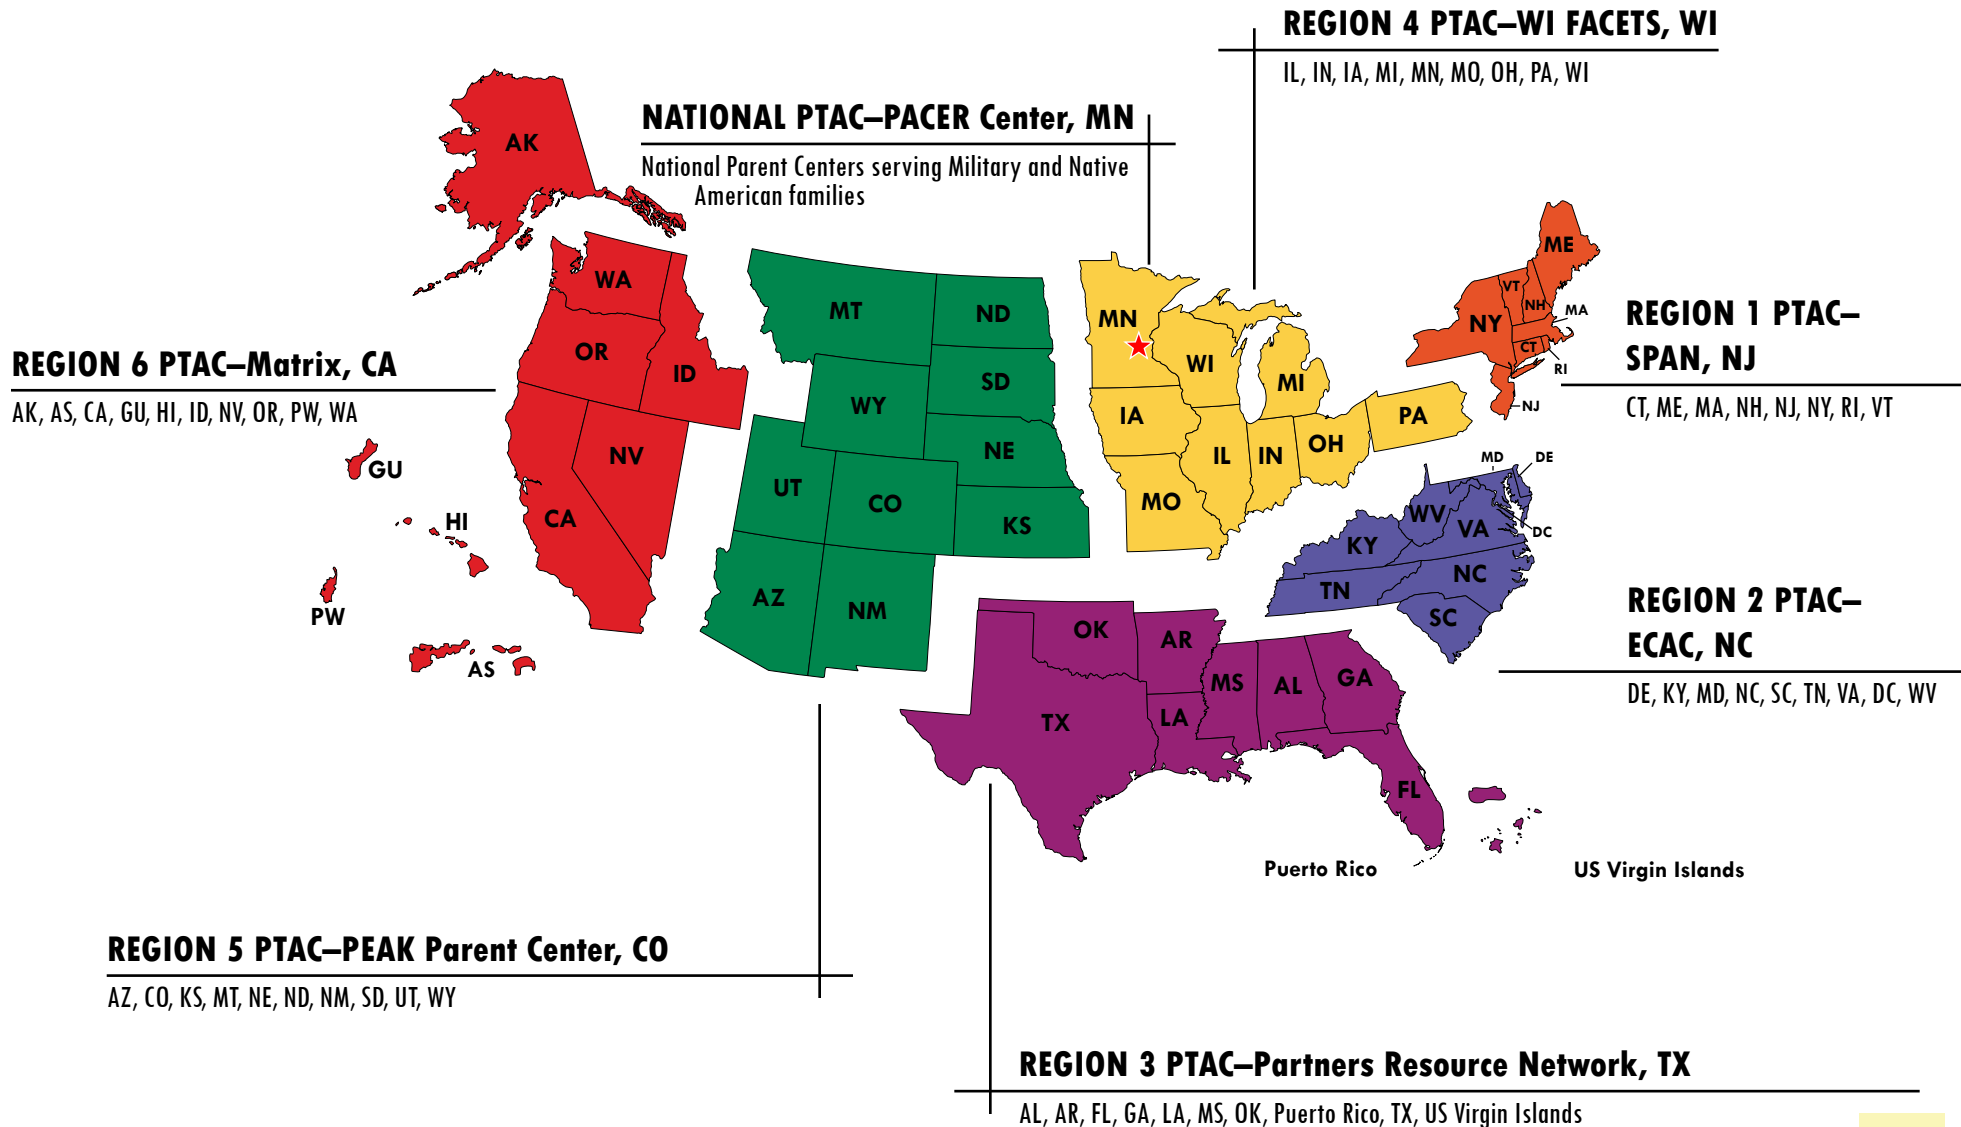 REGION 4 PTAC–WI FACETS, WI
IL, IN, IA, MI, MN, MO, OH, PA, WI
NATIONAL PTAC–PACER Center, MN
National Parent Centers serving Military and Native
American families
REGION 1 PTAC–
SPAN, NJ
CT, ME, MA, NH, NJ, NY, RI, VT
REGION 6 PTAC–Matrix, CA
AK, AS, CA, GU, HI, ID, NV, OR, PW, WA
REGION 2 PTAC–
ECAC, NC
DE, KY, MD, NC, SC, TN, VA, DC, WV
REGION 5 PTAC–PEAK Parent Center, CO
AZ, CO, KS, MT, NE, ND, NM, SD, UT, WY
REGION 3 PTAC–Partners Resource Network, TX
AL, AR, FL, GA, LA, MS, OK, Puerto Rico, TX, US Virgin Islands
AK
WA
OR
ID
NV
CA
GU
HI
PW
AS
MT
ND
SD
WY
NE
UT
CO
KS
AZ
NM
MN
WI
MI
IA
IL
IN
OH
PA
MO
ME
VT
NH
NY
MA
CT
RI
NJ
MD
DE
WV
VA
DC
KY
TN
NC
SC
OK
AR
TX
LA
MS
AL
GA
FL
Puerto Rico
US Virgin Islands